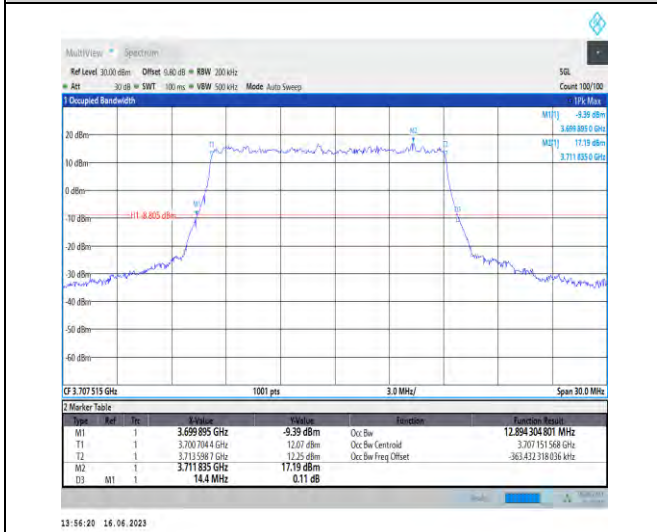 MultiView Spectrum
Ref Level 30.00 dBm Offset 0.80 dB RBW 200 kHz SGL
Att 30 dB SWT 100 ms VBW 500 kHz Mode Auto Sweep Count 100/100
1 Occupied Bandwidth 1Pk Max
M1[1] -9.39 dBm
3.699 895 0 GHz
M2[1] 17.19 dBm
3.711 835 0 GHz
20 dBm
M2
T1
10 dBm
0 dBm
M1
H1 -8.805 dBm
-10 dBm
-20 dBm
-30 dBm
-40 dBm
-50 dBm
-60 dBm
CF 3.707 515 GHz 1001 pts 3.0 MHz/ Span 30.0 MHz
2 Marker Table
Type Ref Trc X-Value Y-Value Function Function Result
M1 1 3.699 895 GHz -9.39 dBm Occ Bw 12.894 304 801 MHz
T1 1 3.700 704 4 GHz 12.07 dBm Occ Bw Centroid 3.707 151 568 GHz
T2 1 3.713 598 7 GHz 12.25 dBm Occ Bw Freq Offset -363.432 318 036 kHz
M2 1 3.711 835 GHz 17.19 dBm
D3 M1 1 14.4 MHz 0.11 dB
13:56:20 16.06.2023